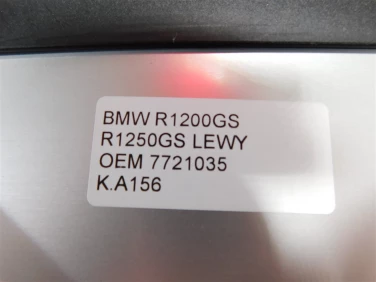 BMW R1200GS
R1250GS LEWY
OEM 7721035
K.A156